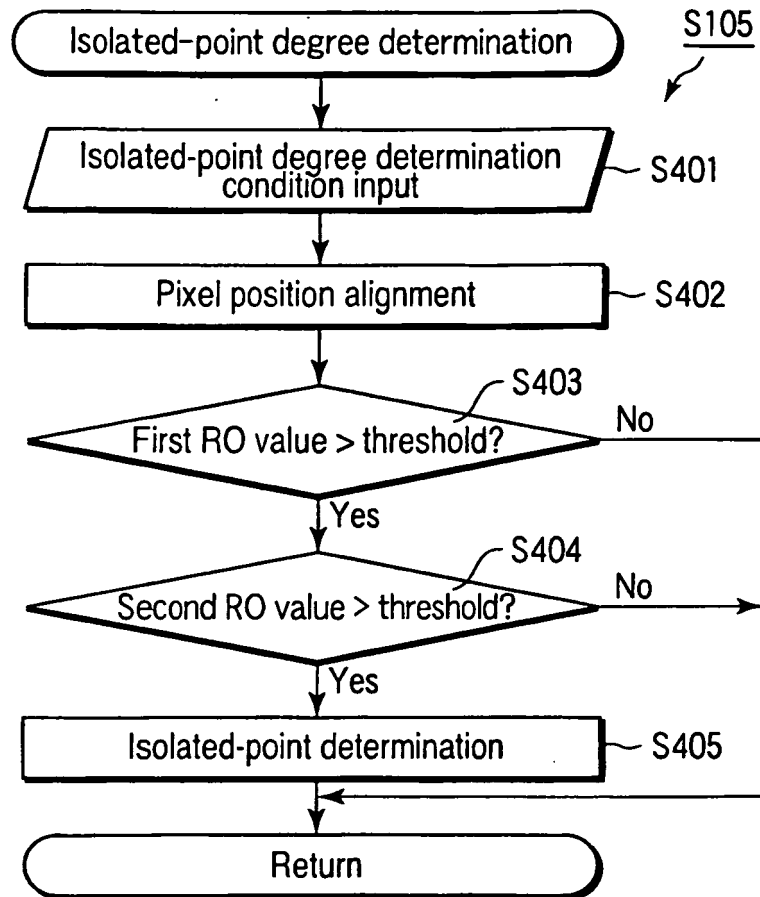 Isolated-point degree determination
S105
Isolated-point degree determination
condition input
S401
Pixel position alignment
S402
S403
First RO value > threshold?
No
Yes
S404
Second RO value > threshold?
No
Yes
Isolated-point determination
S405
Return